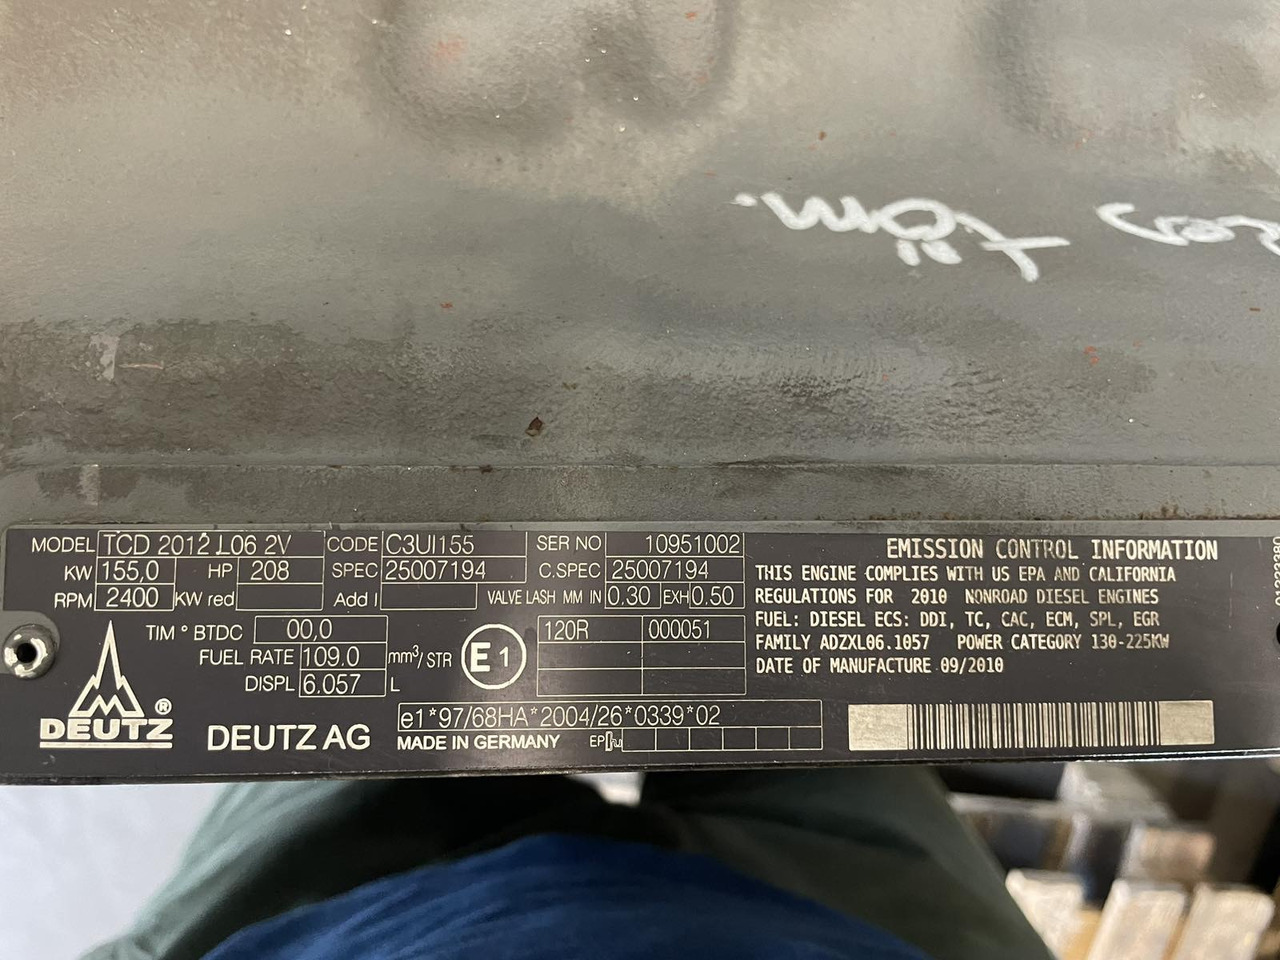 MODEL TCD 2012 L06 2V CODE C3UI155 SER NO 10951002
KW 155,0 HP 208 SPEC 25007194 C.SPEC 25007194
RPM 2400 KW red Add I VALVE LASH MM IN 0.30 EXH 0.50
TIM ° BTDC 00,0
FUEL RATE 109.0 mm³/STR
DISPL 6.057 L
E1
120R 000051
DEUTZ ®
DEUTZ AG
e1*97/68HA*2004/26*0339*02
MADE IN GERMANY EP
EMISSION CONTROL INFORMATION
THIS ENGINE COMPLIES WITH US EPA AND CALIFORNIA
REGULATIONS FOR 2010 NONROAD DIESEL ENGINES
FUEL: DIESEL ECS: DDI, TC, CAC, ECM, SPL, EGR
FAMILY ADZXL06.1057 POWER CATEGORY 130-225KW
DATE OF MANUFACTURE 09/2010